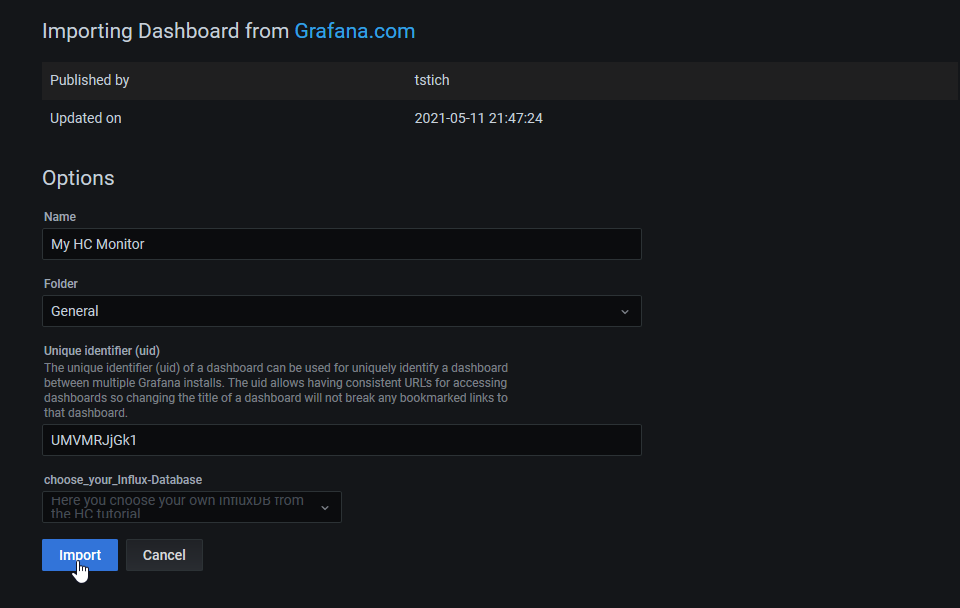 Importing Dashboard from Grafana.com
Published by tstich
Updated on 2021-05-11 21:47:24
Options
Name
My HC Monitor
Folder
General
Unique identifier (uid)
The unique identifier (uid) of a dashboard can be used for uniquely identify a dashboard
between multiple Grafana installs. The uid allows having consistent URL's for accessing
dashboards so changing the title of a dashboard will not break any bookmarked links to
that dashboard.
UMVMRJjGk1
choose_your_Influx-Database
Here you choose your own InfluxDB from
the HC tutorial
Import Cancel